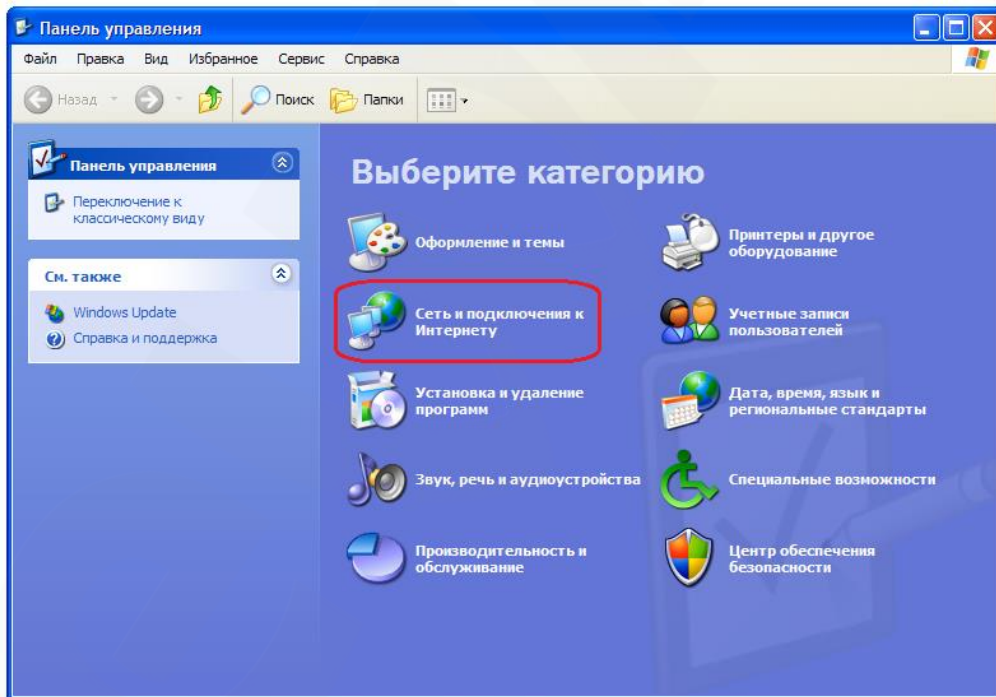 Панель управления
Файл Правка Вид Избранное Сервис Справка
Назад Поиск Папки
Панель управления
Переключение к
классическому виду
См. также
Windows Update
Справка и поддержка
Выберите категорию
Оформление и темы
Принтеры и другое
оборудование
Сеть и подключения к
Интернету
Учетные записи
пользователей
Установка и удаление
программ
Дата, время, язык и
региональные стандарты
Звук, речь и аудиоустройства
Специальные возможности
Производительность и
обслуживание
Центр обеспечения
безопасности